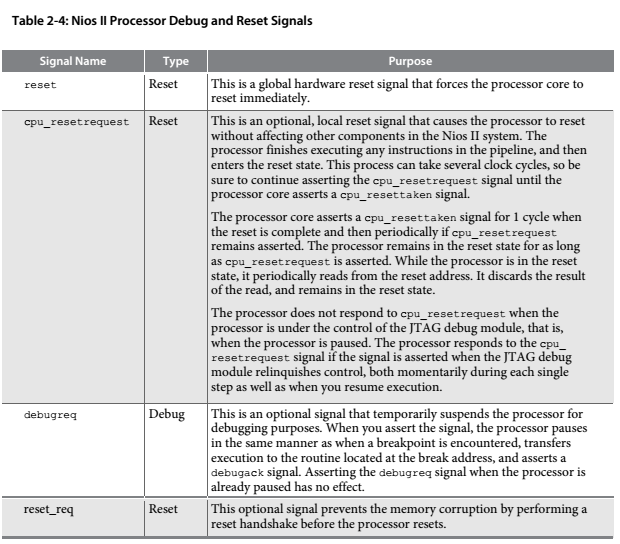 Table 2-4: Nios II Processor Debug and Reset Signals
Signal Name Type Purpose
reset Reset This is a global hardware reset signal that forces the processor core to
reset immediately.
cpu_resetrequest Reset This is an optional, local reset signal that causes the processor to reset
without affecting other components in the Nios II system. The
processor finishes executing any instructions in the pipeline, and then
enters the reset state. This process can take several clock cycles, so be
sure to continue asserting the cpu_resetrequest signal until the
processor core asserts a cpu_resettaken signal.
The processor core asserts a cpu_resettaken signal for 1 cycle when
the reset is complete and then periodically if cpu_resetrequest
remains asserted. The processor remains in the reset state for as long
as cpu_resetrequest is asserted. While the processor is in the reset
state, it periodically reads from the reset address. It discards the result
of the read, and remains in the reset state.
The processor does not respond to cpu_resetrequest when the
processor is under the control of the JTAG debug module, that is,
when the processor is paused. The processor responds to the cpu_
resetrequest signal if the signal is asserted when the JTAG debug
module relinquishes control, both momentarily during each single
step as well as when you resume execution.
debugreq Debug This is an optional signal that temporarily suspends the processor for
debugging purposes. When you assert the signal, the processor pauses
in the same manner as when a breakpoint is encountered, transfers
execution to the routine located at the break address, and asserts a
debugack signal. Asserting the debugreq signal when the processor is
already paused has no effect.
reset_req Reset This optional signal prevents the memory corruption by performing a
reset handshake before the processor resets.